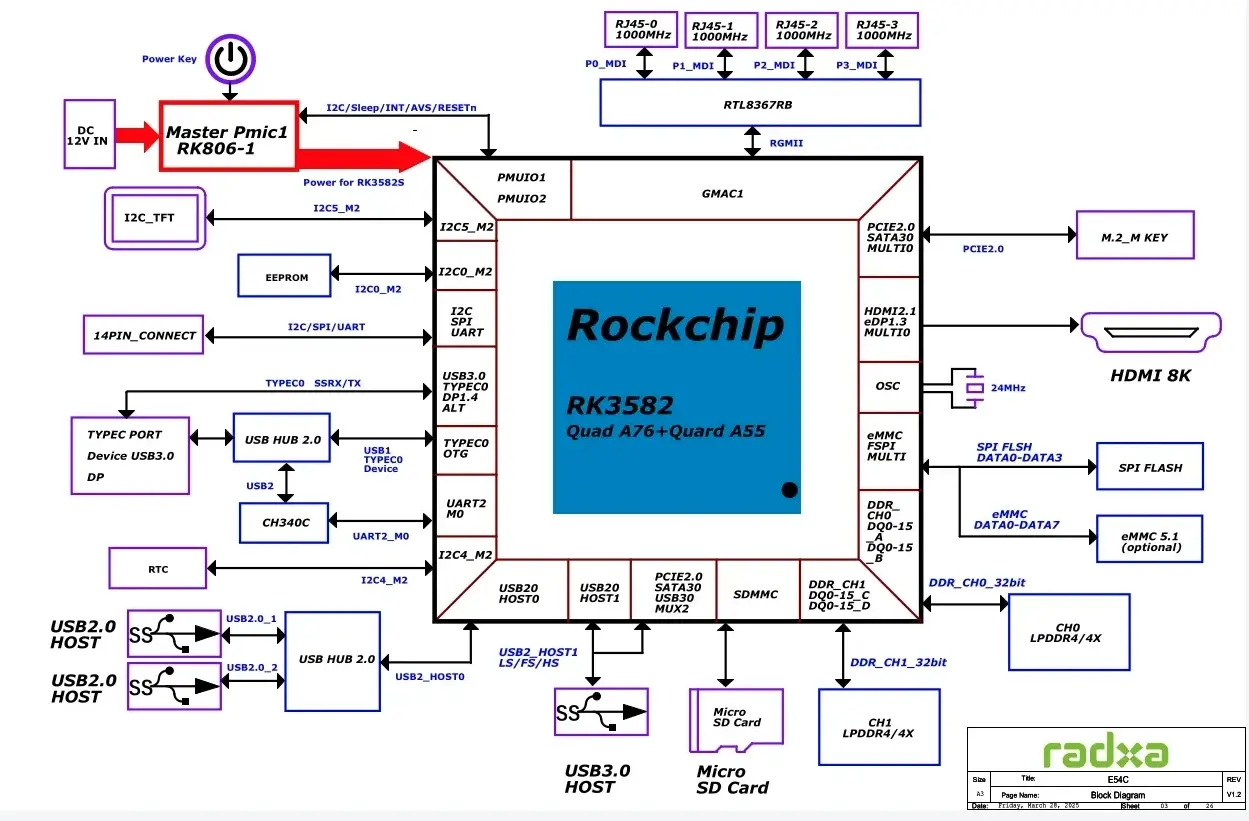 RJ45-0
1000MHz
RJ45-1
1000MHz
RJ45-2
1000MHz
RJ45-3
1000MHz
P0_MDI
P1_MDI
P2_MDI
P3_MDI
RTL8367RB
RGMII
Power Key
DC
12V IN
Master Pmic1
RK806-1
I2C/Sleep/INT/AVS/RESETn
-
Power for RK3582S
PMUIO1
PMUIO2
GMAC1
I2C_TFT
I2C5_M2
I2C5_M2
EEPROM
I2C0_M2
I2C0_M2
14PIN_CONNECT
I2C/SPI/UART
I2C
SPI
UART
TYPEC0 SSRX/TX
USB3.0
TYPEC0
DP1.4
ALT
TYPEC PORT
Device USB3.0
DP
USB HUB 2.0
USB1
TYPEC0
Device
TYPEC0
OTG
USB2
CH340C
UART2_M0
UART2
M0
RTC
I2C4_M2
I2C4_M2
Rockchip
RK3582
Quad A76+Quard A55
PCIE2.0
SATA30
MULTI0
PCIE2.0
M.2_M KEY
HDMI2.1
eDP1.3
MULTI0
HDMI 8K
OSC
24MHz
eMMC
FSPI
MULTI
SPI FLSH
DATA0-DATA3
SPI FLASH
eMMC
DATA0-DATA7
eMMC 5.1
(optional)
DDR_
CH0
DQ0-15
_A
DQ0-15
_B
DDR_CH0_32bit
CH0
LPDDR4/4X
USB20
HOST0
USB20
HOST1
PCIE2.0
SATA30
USB30
MUX2
SDMMC
DDR_CH1
DQ0-15_C
DQ0-15_D
USB2.0
HOST
SS
USB2.0_1
USB2.0
HOST
SS
USB2.0_2
USB HUB 2.0
USB2_HOST0
USB2_HOST1
LS/FS/HS
SS
USB3.0
HOST
Micro
SD Card
Micro
SD Card
DDR_CH1_32bit
CH1
LPDDR4/4X
radxa
Size
A3
Title:
E54C
REV
V1.2
Page Name:
Block Diagram
Date: Friday, March 28, 2025
Sheet 03 of 26